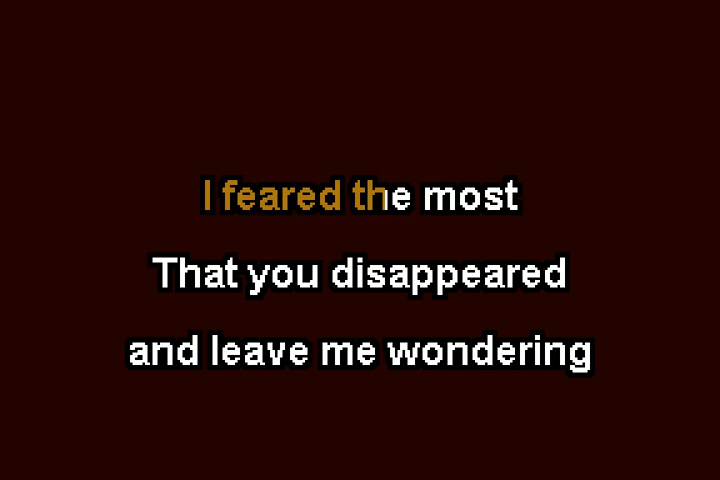 I feared the most
That you disappeared
and leave me wondering